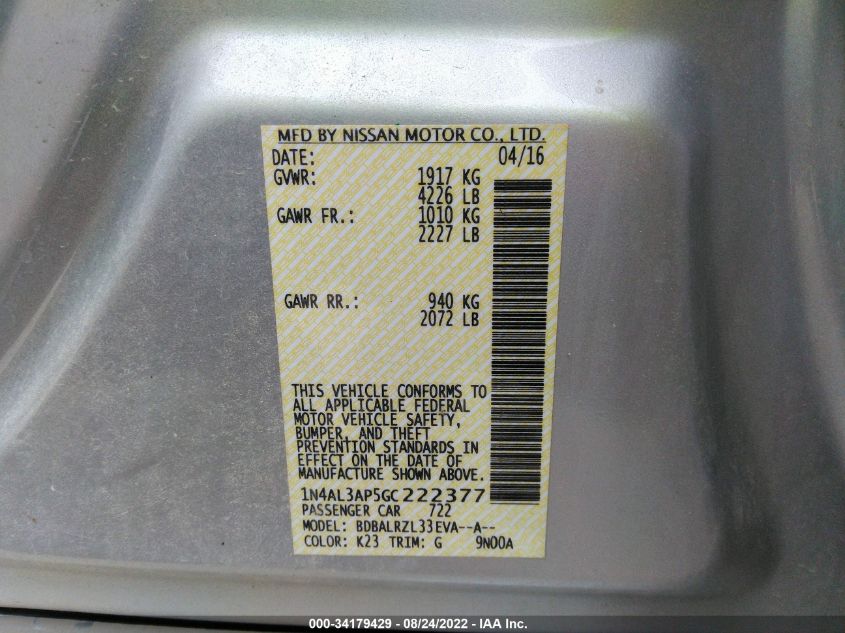 MFD BY NISSAN MOTOR CO., LTD.
DATE: 04/16
GVWR: 1917 KG
4226 LB
GAWR FR.: 1010 KG
2227 LB
GAWR RR.: 940 KG
2072 LB
THIS VEHICLE CONFORMS TO
ALL APPLICABLE FEDERAL
MOTOR VEHICLE SAFETY,
BUMPER, AND THEFT
PREVENTION STANDARDS IN
EFFECT ON THE DATE OF
MANUFACTURE SHOWN ABOVE.
1N4AL3AP5GC222377
PASSENGER CAR 722
MODEL: BDBALRZL33EVA--A--
COLOR: K23 TRIM: G 9N00A
000-34179429 - 08/24/2022 - IAA Inc.